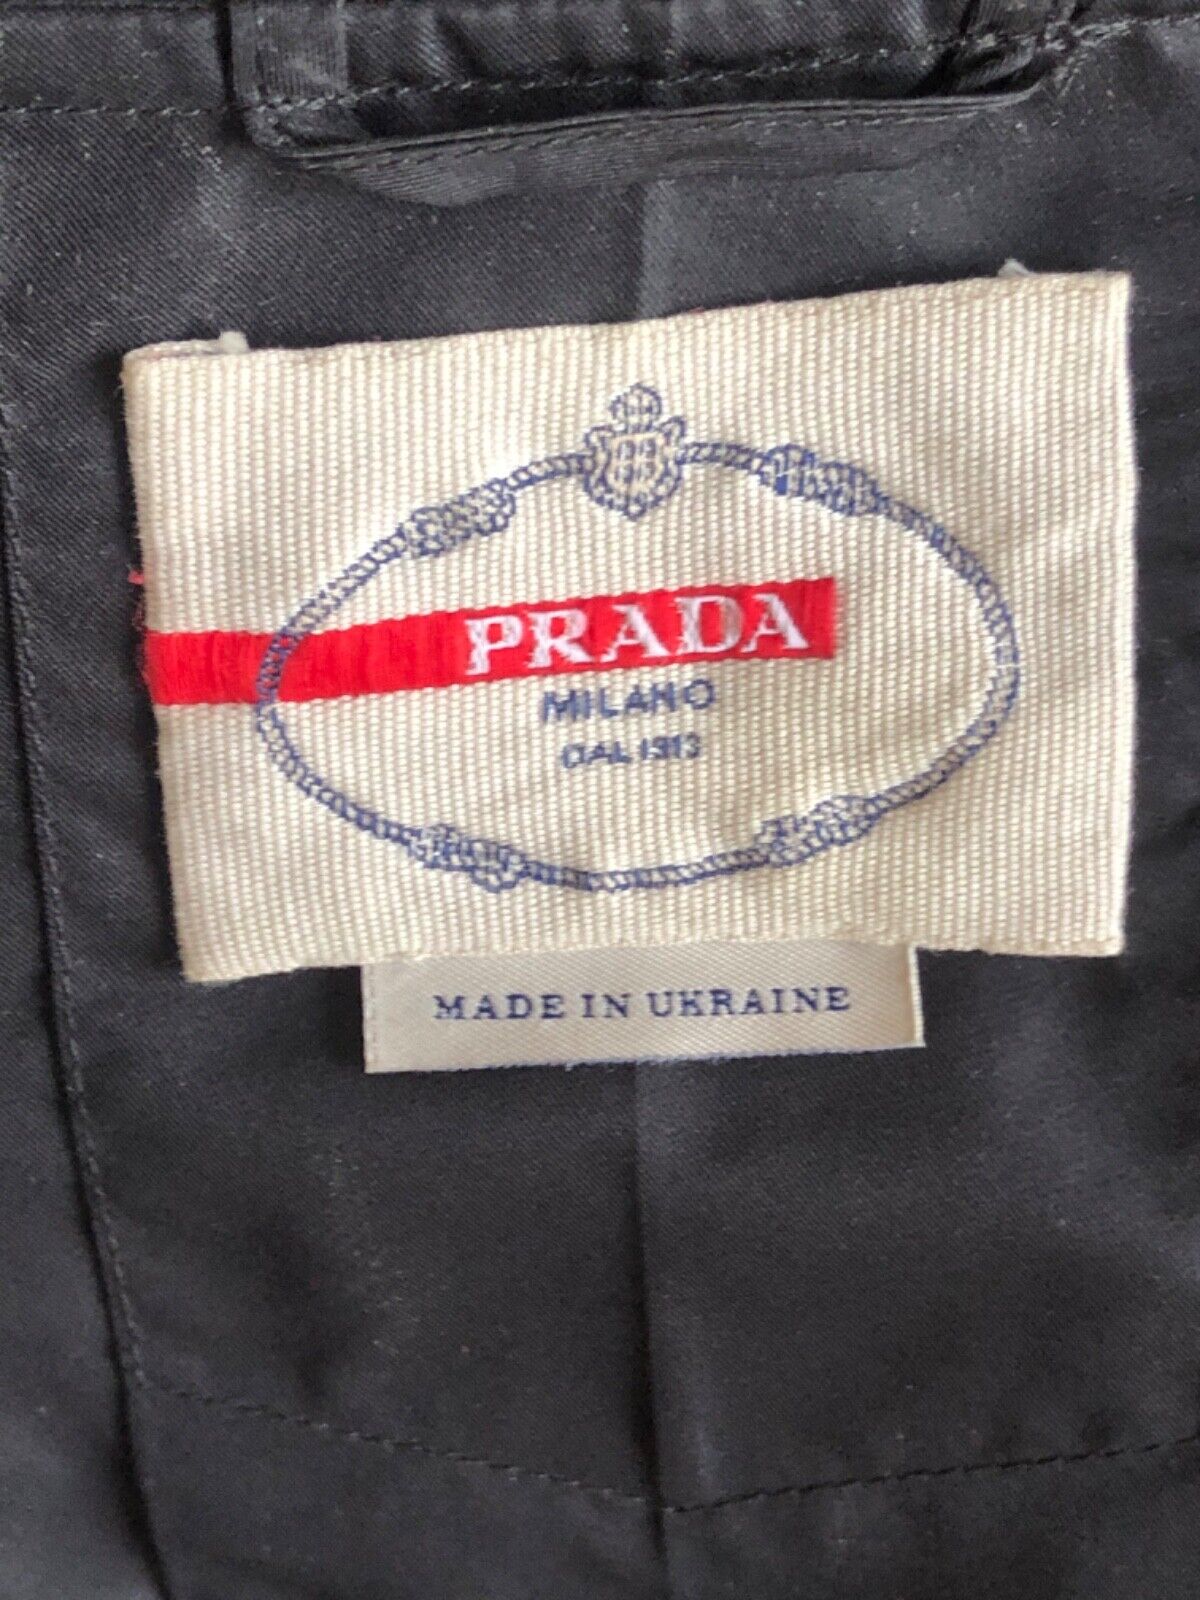 PRADA
MILANO
DAL 1913
MADE IN UKRAINE